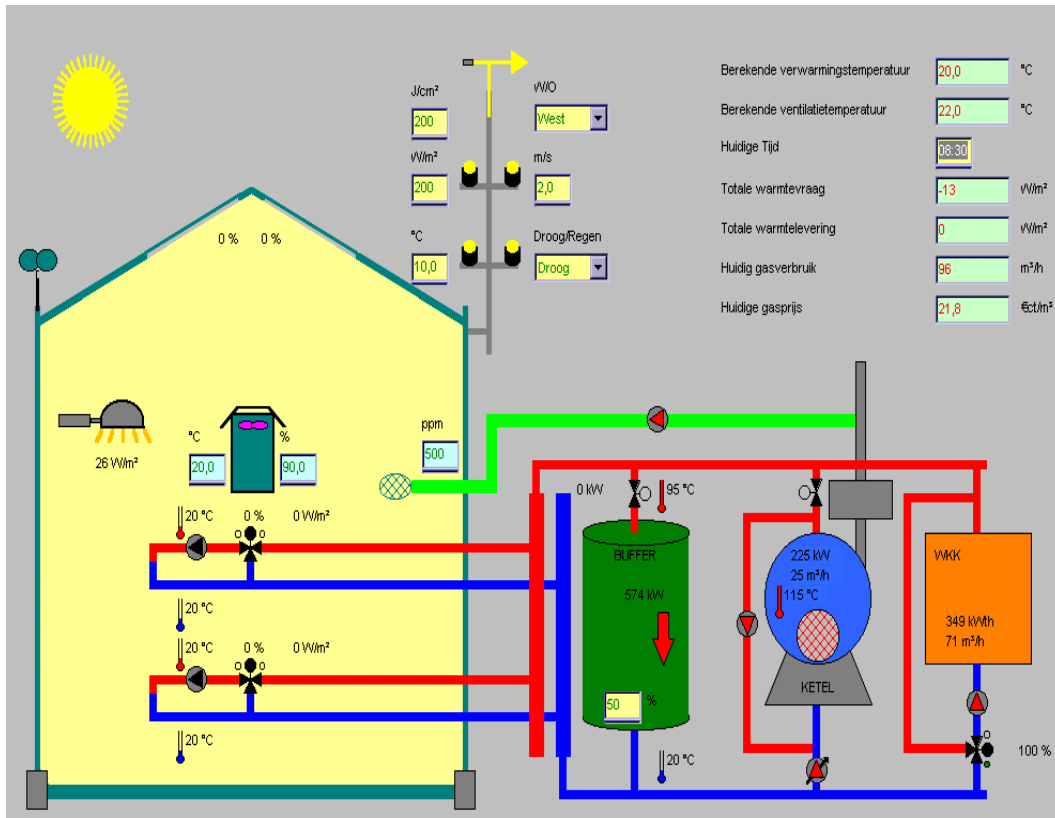 J/cm²
W/O
200
West
W/m²
m/s
200
2,0
°C
Droog/Regen
10,0
Droog
Berekende verwarmingstemperatuur 20,0 °C
Berekende ventilatietemperatuur 22,0 °C
Huidige Tijd 08:30
Totale warmtevraag -13 W/m²
Totale warmtelevering 0 W/m²
Huidig gasverbruik 96 m³/h
Huidige gasprijs 21,8 €ct/m³
0 % 0 %
26 W/m²
°C %
20,0 90,0
ppm
500
20 °C 0 % 0 W/m²
20 °C
20 °C 0 % 0 W/m²
20 °C
0 kW 95 °C
BUFFER
574 kW
50 %
20 °C
225 kW
25 m³/h
115 °C
KETEL
WKK
349 kWth
71 m³/h
100 %